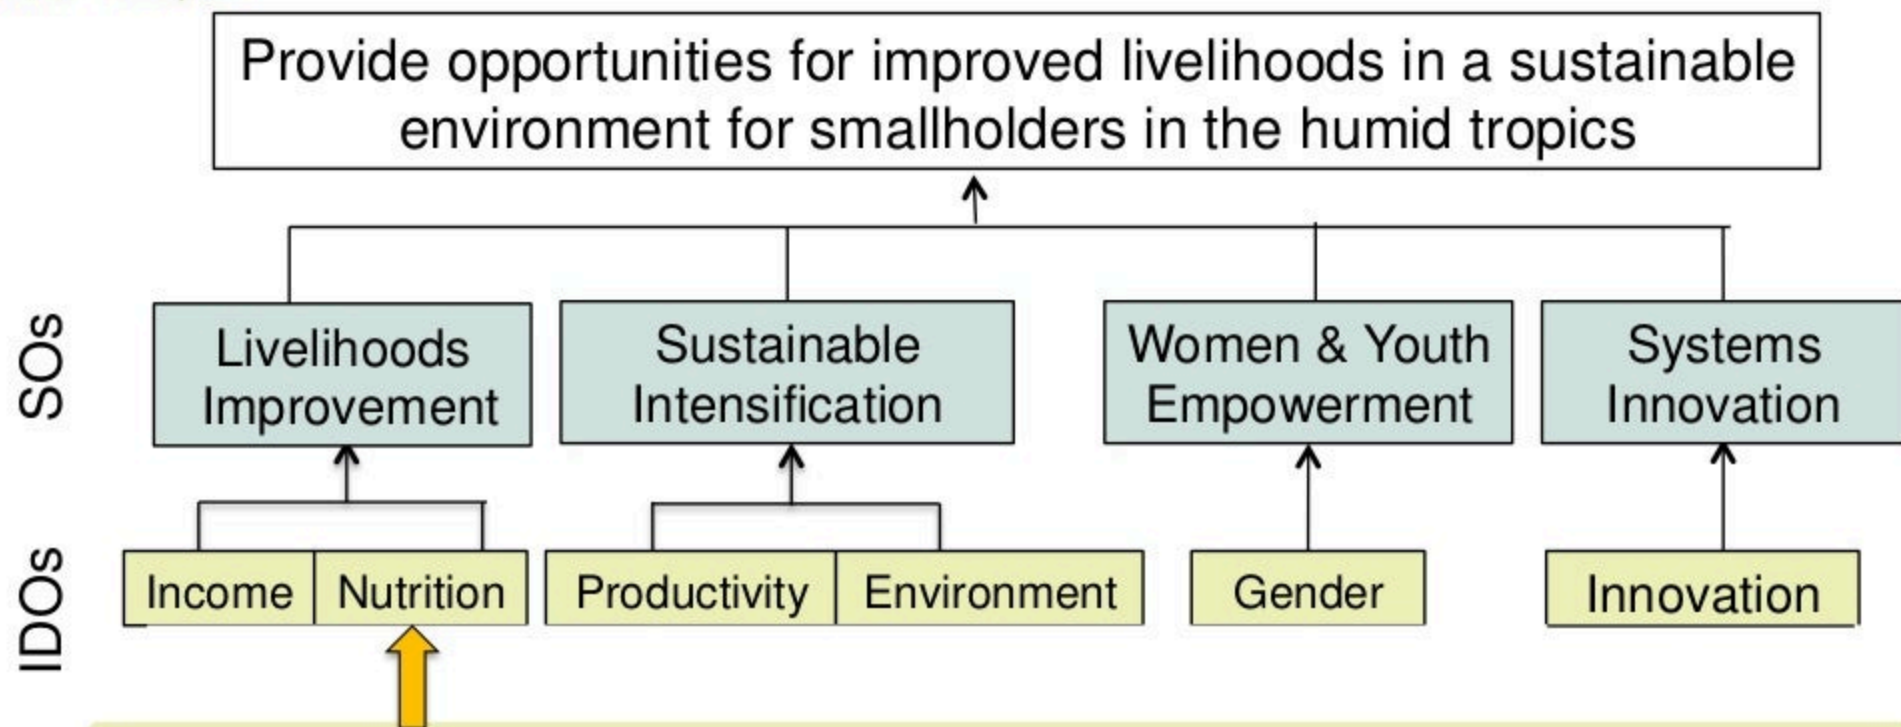 Provide opportunities for improved livelihoods in a sustainable
environment for smallholders in the humid tropics
SOs
Livelihoods
Improvement
Sustainable
Intensification
Women & Youth
Empowerment
Systems
Innovation
IDOs
Income
Nutrition
Productivity
Environment
Gender
Innovation